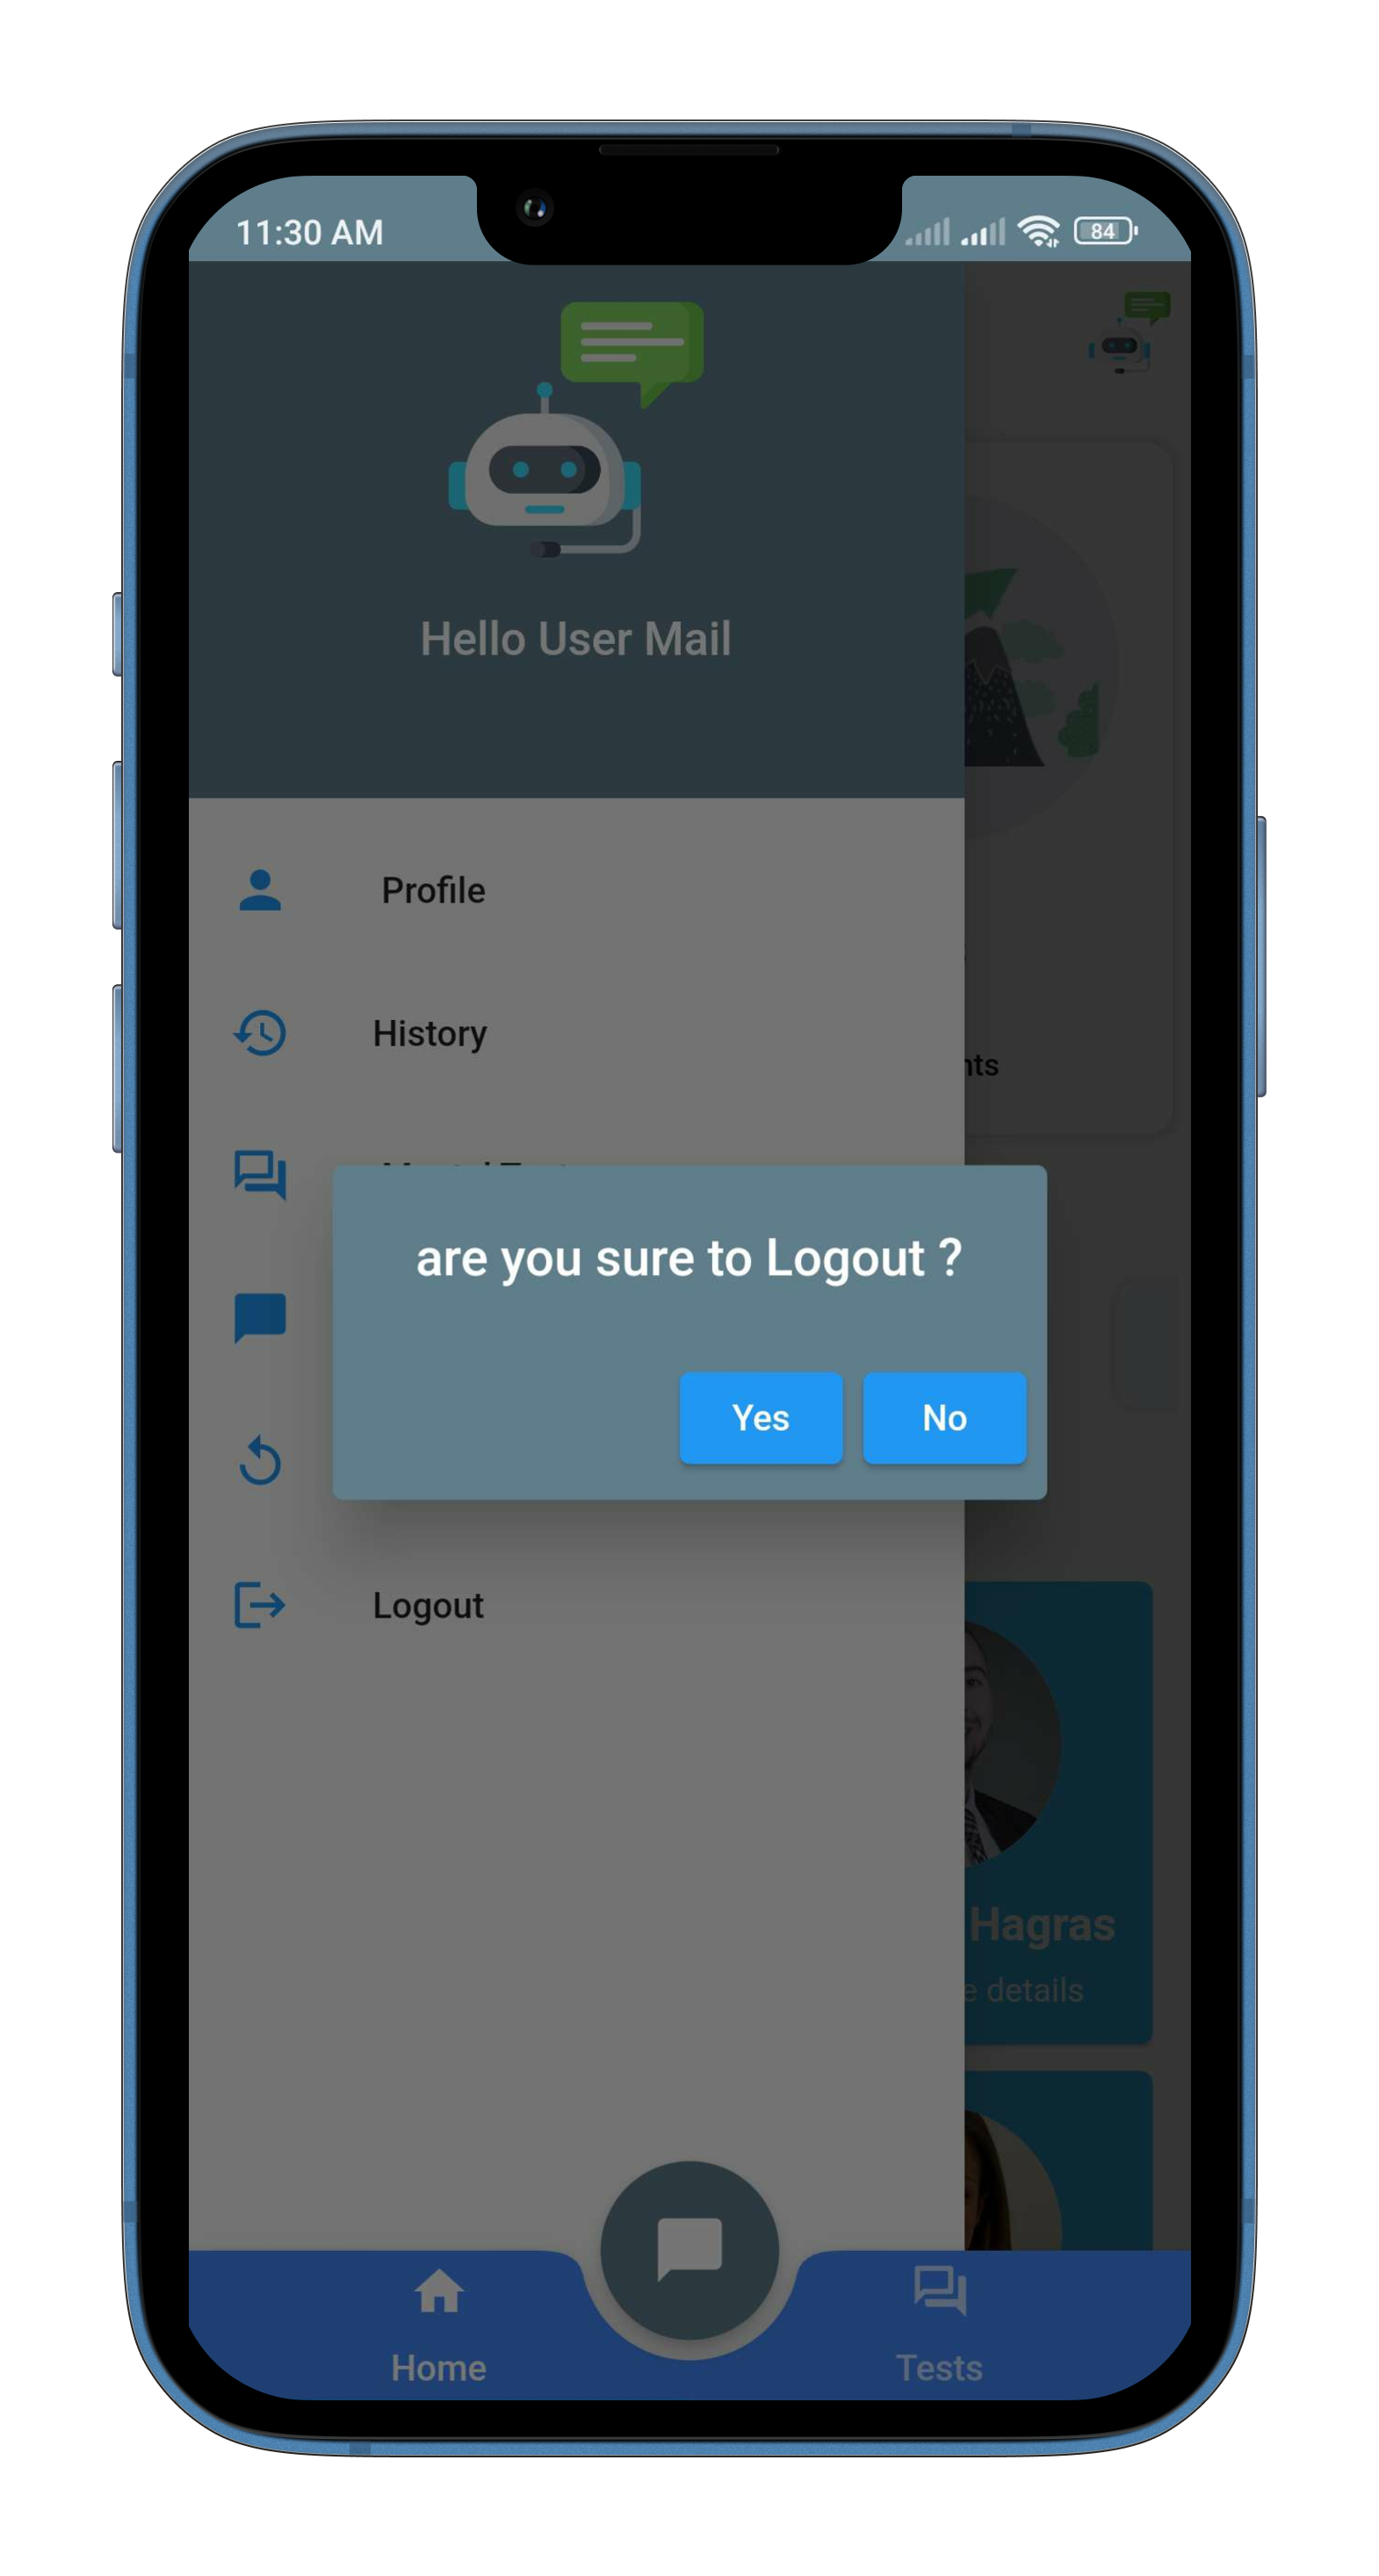 11:30 AM
84
Hello User Mail
Profile
History
nts
are you sure to Logout ?
Yes
No
Logout
Hagras
e details
Home
Tests